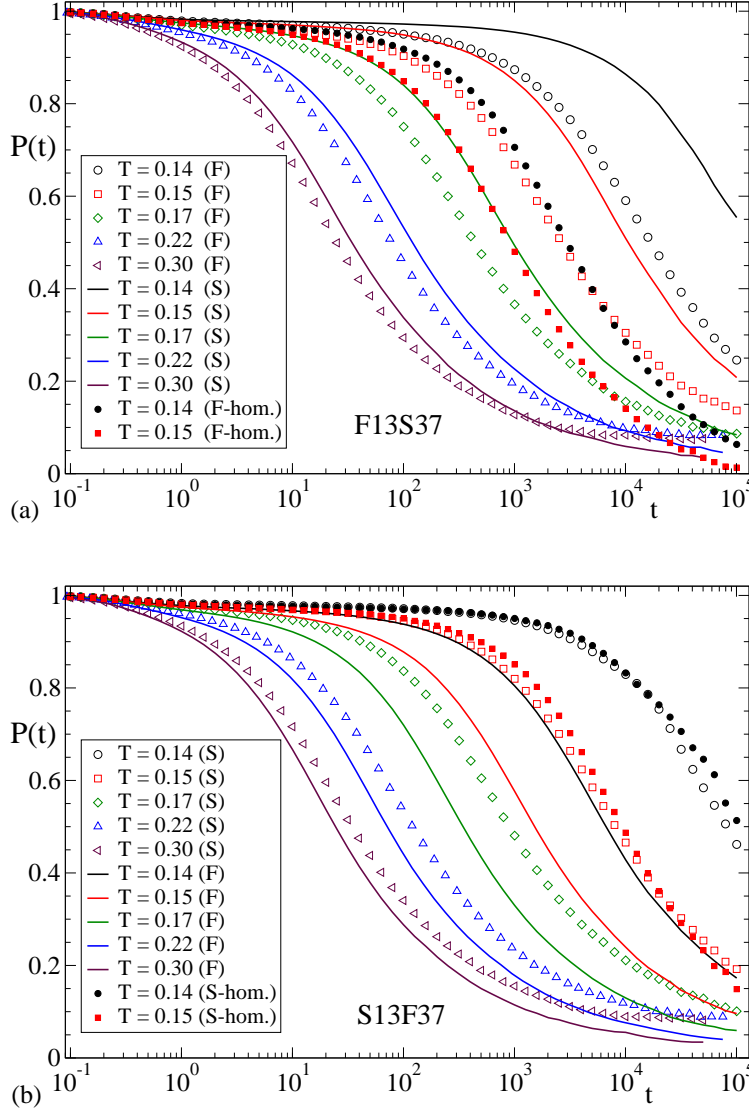 1
0.8
P(t)
0.6
0.4
0.2
0
T = 0.14 (F)
T = 0.15 (F)
T = 0.17 (F)
T = 0.22 (F)
T = 0.30 (F)
T = 0.14 (S)
T = 0.15 (S)
T = 0.17 (S)
T = 0.22 (S)
T = 0.30 (S)
T = 0.14 (F-hom.)
T = 0.15 (F-hom.)
F13S37
10^-1 10^0 10^1 10^2 10^3 10^4 10^5
(a) t
1
0.8
P(t)
0.6
0.4
0.2
0
T = 0.14 (S)
T = 0.15 (S)
T = 0.17 (S)
T = 0.22 (S)
T = 0.30 (S)
T = 0.14 (F)
T = 0.15 (F)
T = 0.17 (F)
T = 0.22 (F)
T = 0.30 (F)
T = 0.14 (S-hom.)
T = 0.15 (S-hom.)
S13F37
10^-1 10^0 10^1 10^2 10^3 10^4 10^5
(b) t